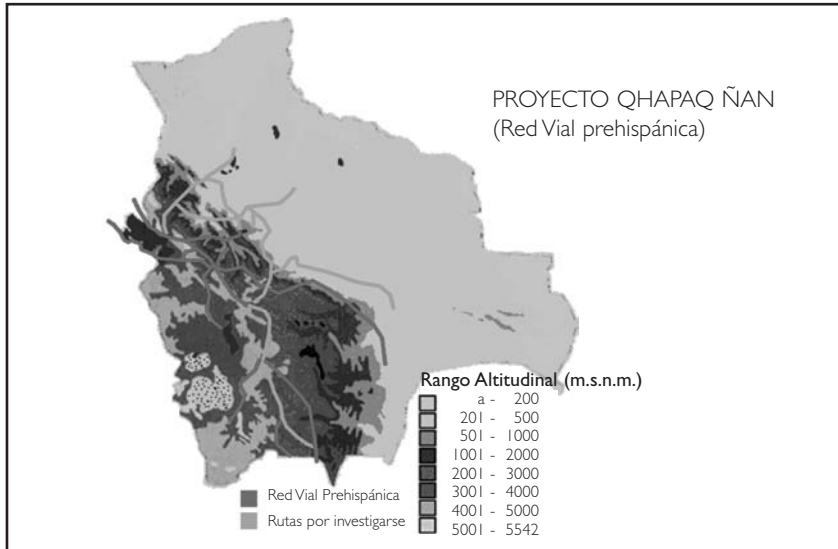 PROYECTO QHAPAQ ÑAN
(Red Vial prehispánica)
Rango Altitudinal (m.s.n.m.)
a - 200
201 - 500
501 - 1000
1001 - 2000
2001 - 3000
3001 - 4000
4001 - 5000
5001 - 5542
Red Vial Prehispánica
Rutas por investigarse